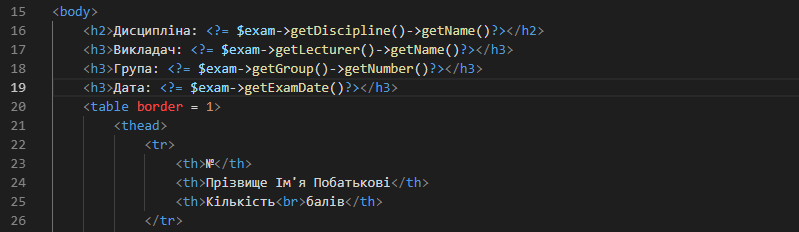 15 <body>
16 <h2>Дисципліна: <?= $exam->getDiscipline()->getName()?></h2>
17 <h3>Викладач: <?= $exam->getLecturer()->getName()?></h3>
18 <h3>Група: <?= $exam->getGroup()->getNumber()?></h3>
19 <h3>Дата: <?= $exam->getExamDate()?></h3>
20 <table border = 1>
21 <thead>
22 <tr>
23 <th>№</th>
24 <th>Прізвище Ім'я Побатькові</th>
25 <th>Кількість<br>балів</th>
26 </tr>